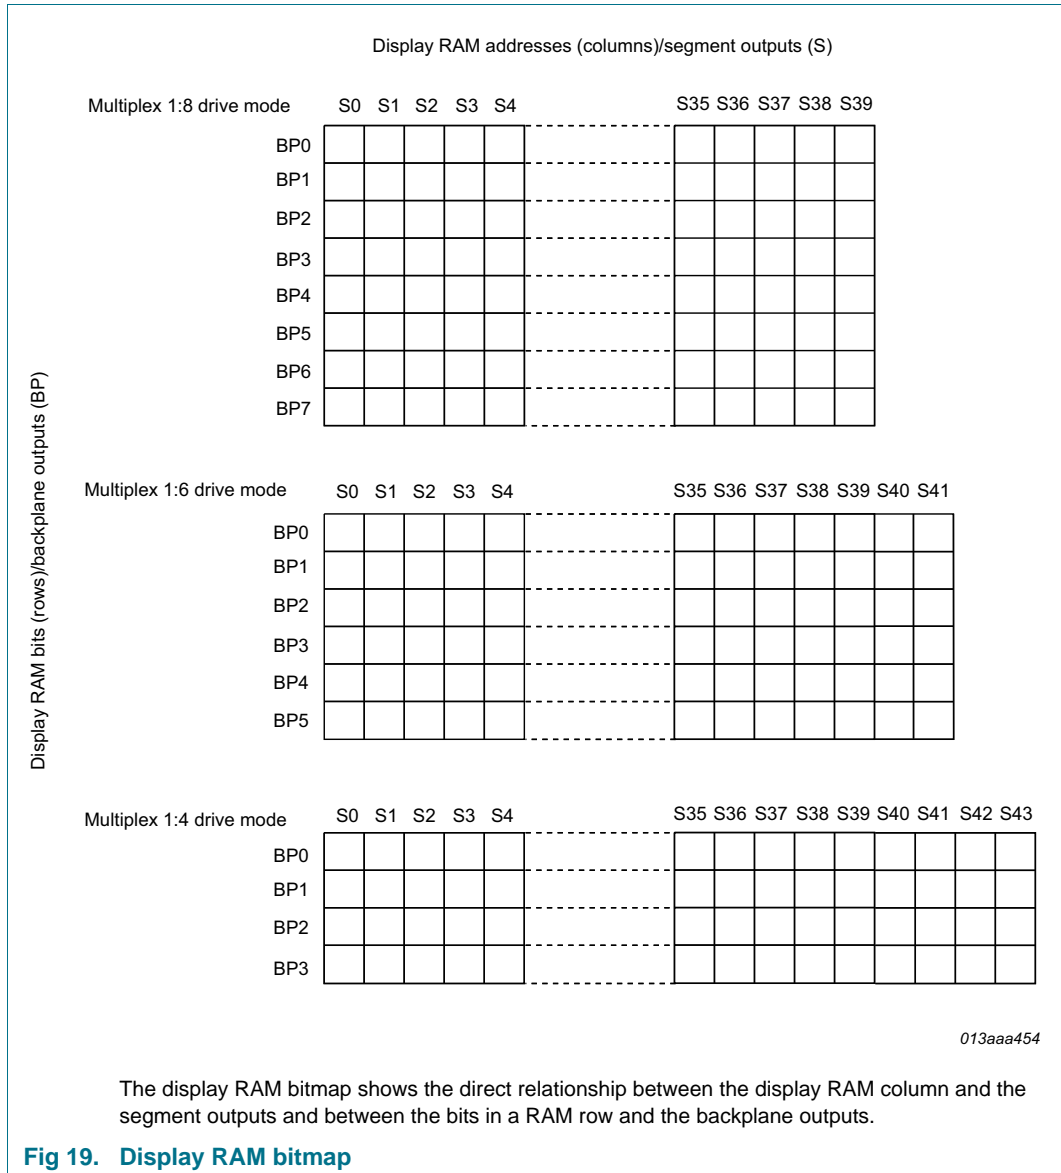 Display RAM addresses (columns)/segment outputs (S)
Display RAM bits (rows)/backplane outputs (BP)
Multiplex 1:8 drive mode S0 S1 S2 S3 S4 S35 S36 S37 S38 S39
BP0
BP1
BP2
BP3
BP4
BP5
BP6
BP7
Multiplex 1:6 drive mode S0 S1 S2 S3 S4 S35 S36 S37 S38 S39 S40 S41
BP0
BP1
BP2
BP3
BP4
BP5
Multiplex 1:4 drive mode S0 S1 S2 S3 S4 S35 S36 S37 S38 S39 S40 S41 S42 S43
BP0
BP1
BP2
BP3
013aaa454
The display RAM bitmap shows the direct relationship between the display RAM column and the
segment outputs and between the bits in a RAM row and the backplane outputs.
Fig 19. Display RAM bitmap